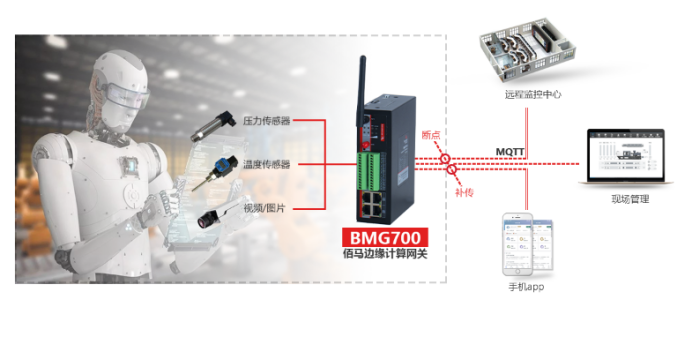 压力传感器
温度传感器
视频/图片
BMG700
佰马边缘计算网关
断点
补传
MQTT
远程监控中心
现场管理
手机app